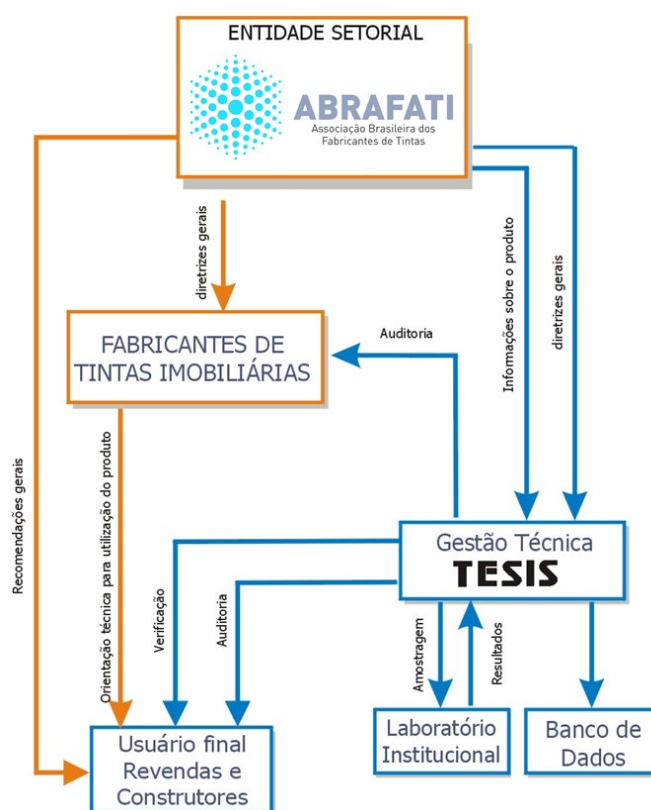 ENTIDADE SETORIAL
ABRAFATI
Associação Brasileira dos
Fabricantes de Tintas
diretrizes gerais
Informações sobre o produto
diretrizes gerais
FABRICANTES DE
TINTAS IMOBILIÁRIAS
Auditoria
Recomendações gerais
Orientação técnica para utilização do produto
Verificação
Auditoria
Gestão Técnica
TESIS
Amostragem
Resultados
Usuário final
Revendas e
Construtores
Laboratório
Institucional
Banco de
Dados